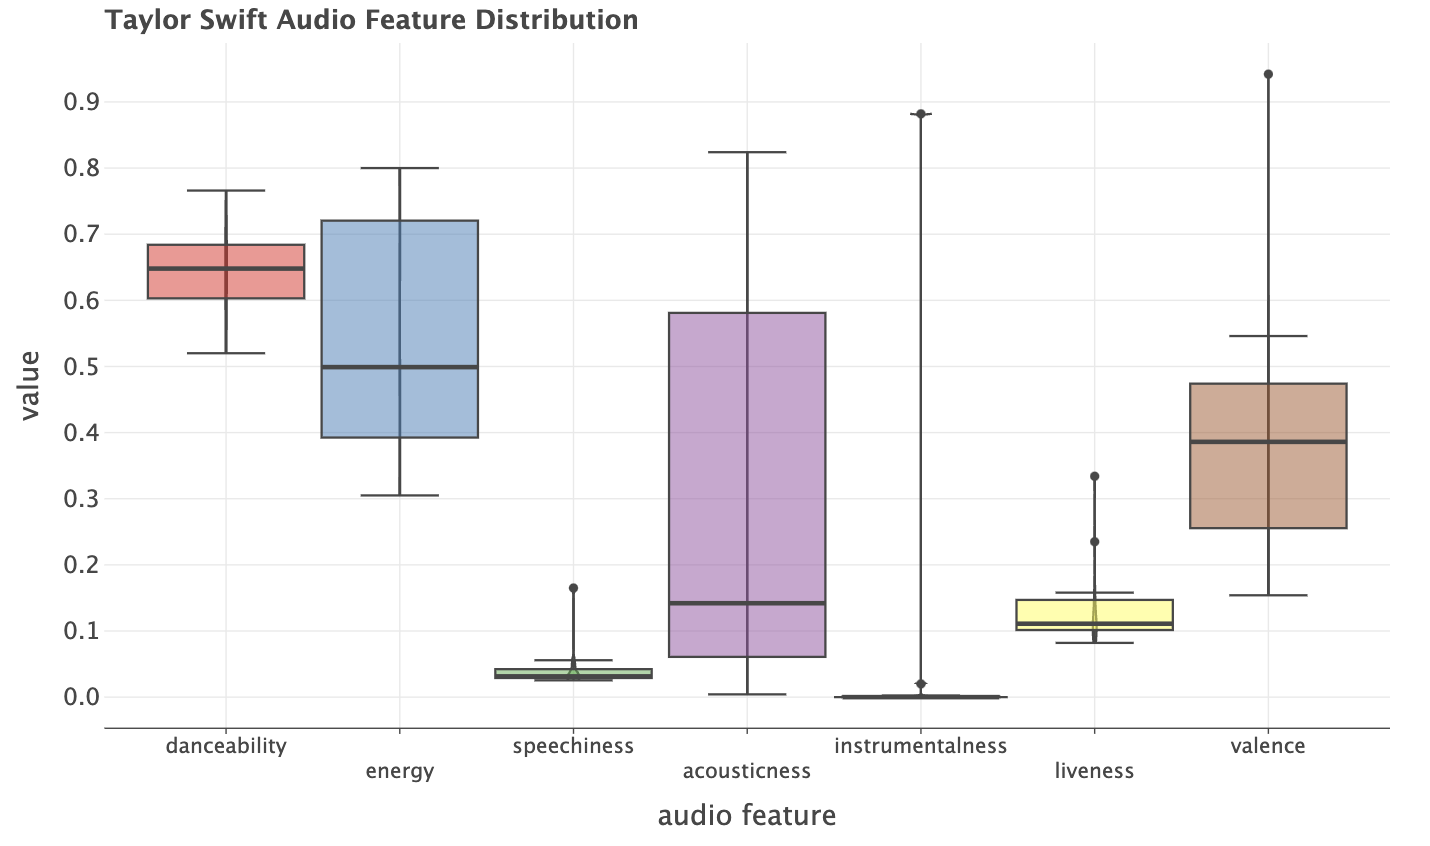 Taylor Swift Audio Feature Distribution
0.9
0.8
0.7
0.6
0.5
0.4
0.3
0.2
0.1
0.0
value
danceability
speechiness
instrumentalness
valence
energy
acousticness
liveness
audio feature